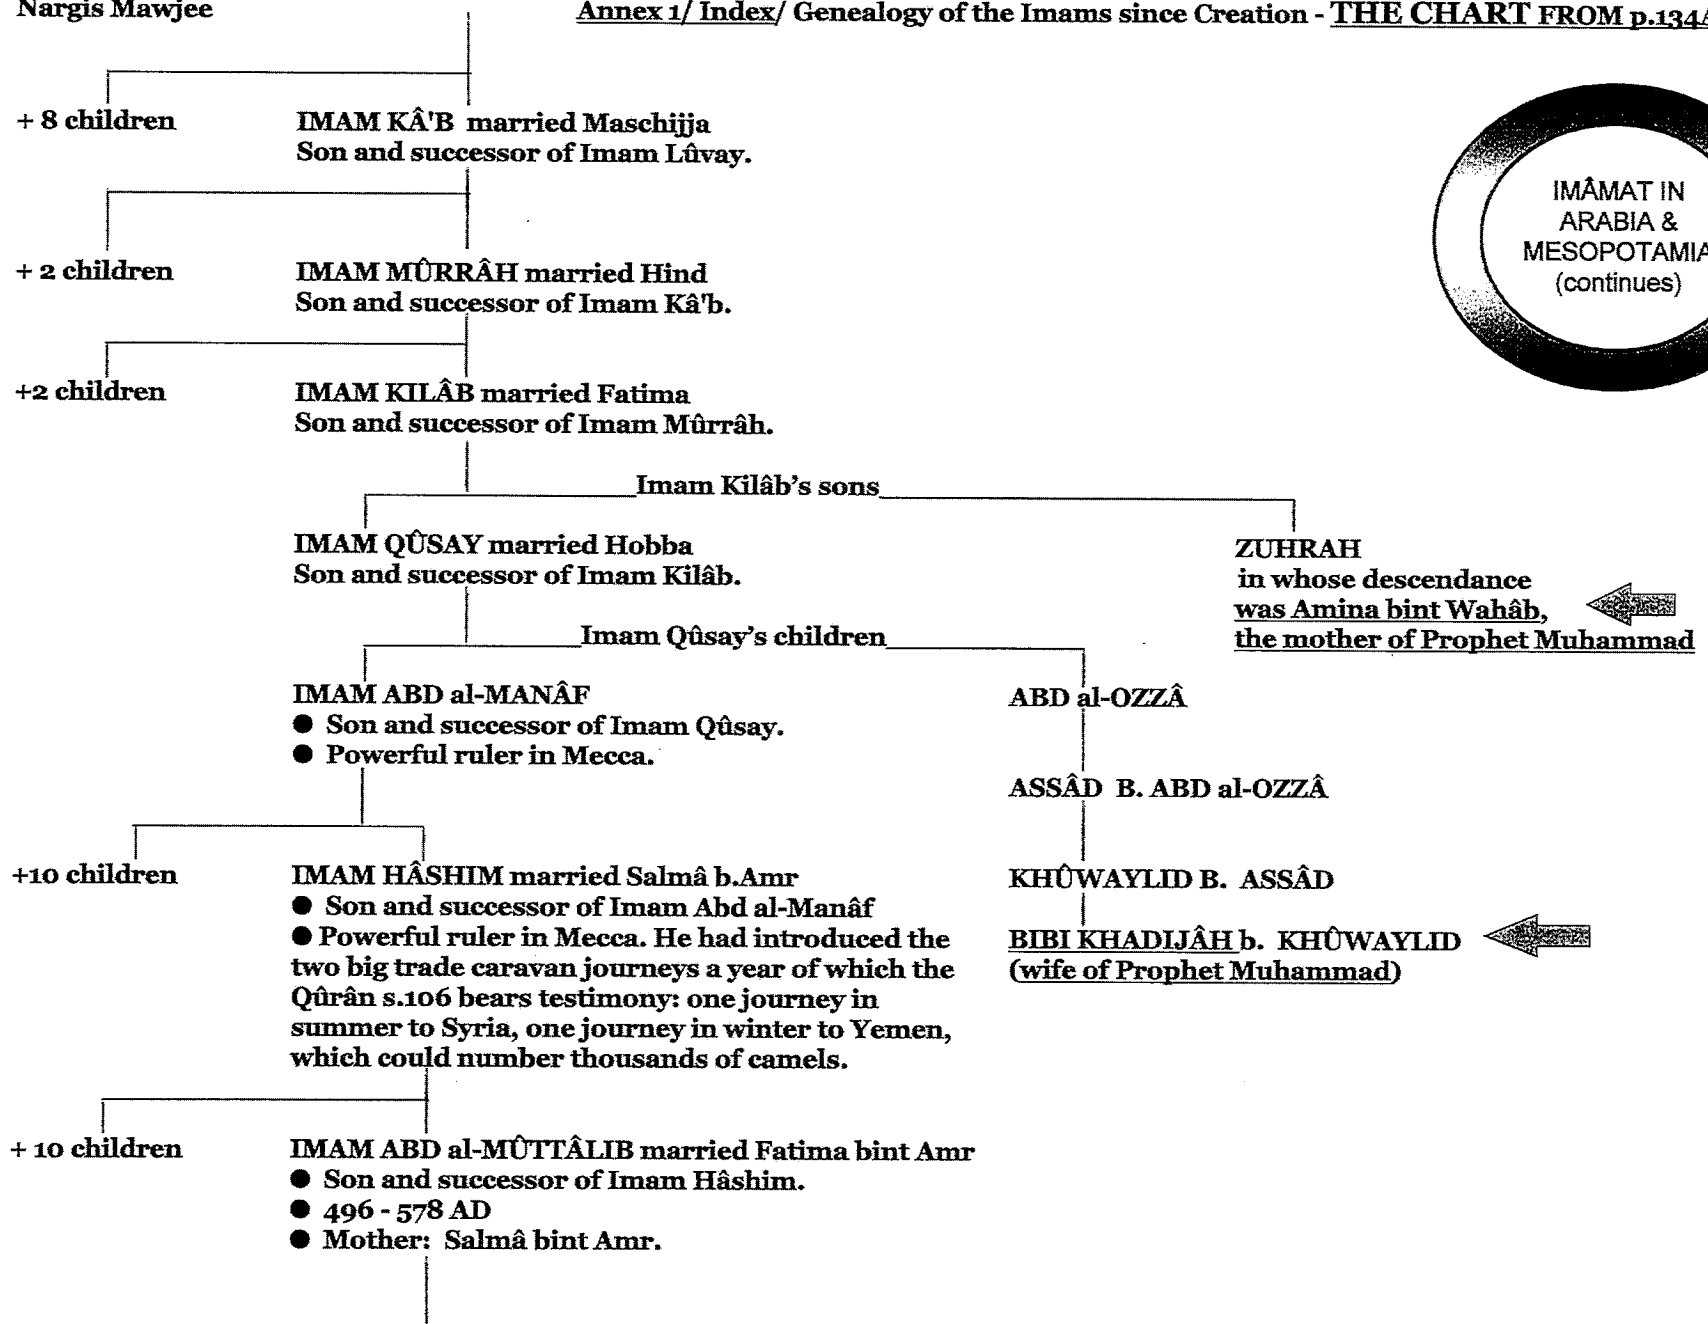 Nargis Mawjee
Annex 1/ Index/ Genealogy of the Imams since Creation - THE CHART FROM p.134
+ 8 children
IMAM KÂ'B married Maschijja
Son and successor of Imam Lûvay.
IMÂMAT IN
ARABIA &
MESOPOTAMIA
(continues)
+ 2 children
IMAM MÛRRÂH married Hind
Son and successor of Imam Kâ'b.
+2 children
IMAM KILÂB married Fatima
Son and successor of Imam Mûrrâh.
Imam Kilâb’s sons
IMAM QÛSAY married Hobba
Son and successor of Imam Kilâb.
ZUHRAH
in whose descendance
was Amina bint Wahâb,
the mother of Prophet Muhammad
Imam Qûsay’s children
IMAM ABD al-MANÂF
● Son and successor of Imam Qûsay.
● Powerful ruler in Mecca.
ABD al-OZZÂ
ASSÂD B. ABD al-OZZÂ
+10 children
IMAM HÂSHIM married Salmâ b.Amr
● Son and successor of Imam Abd al-Manâf
● Powerful ruler in Mecca. He had introduced the
two big trade caravan journeys a year of which the
Qûrân s.106 bears testimony: one journey in
summer to Syria, one journey in winter to Yemen,
which could number thousands of camels.
KHÛWAYLID B. ASSÂD
BIBI KHADIJÂH b. KHÛWAYLID
(wife of Prophet Muhammad)
+ 10 children
IMAM ABD al-MÛTTÂLIB married Fatima bint Amr
● Son and successor of Imam Hâshim.
● 496 - 578 AD
● Mother: Salmâ bint Amr.